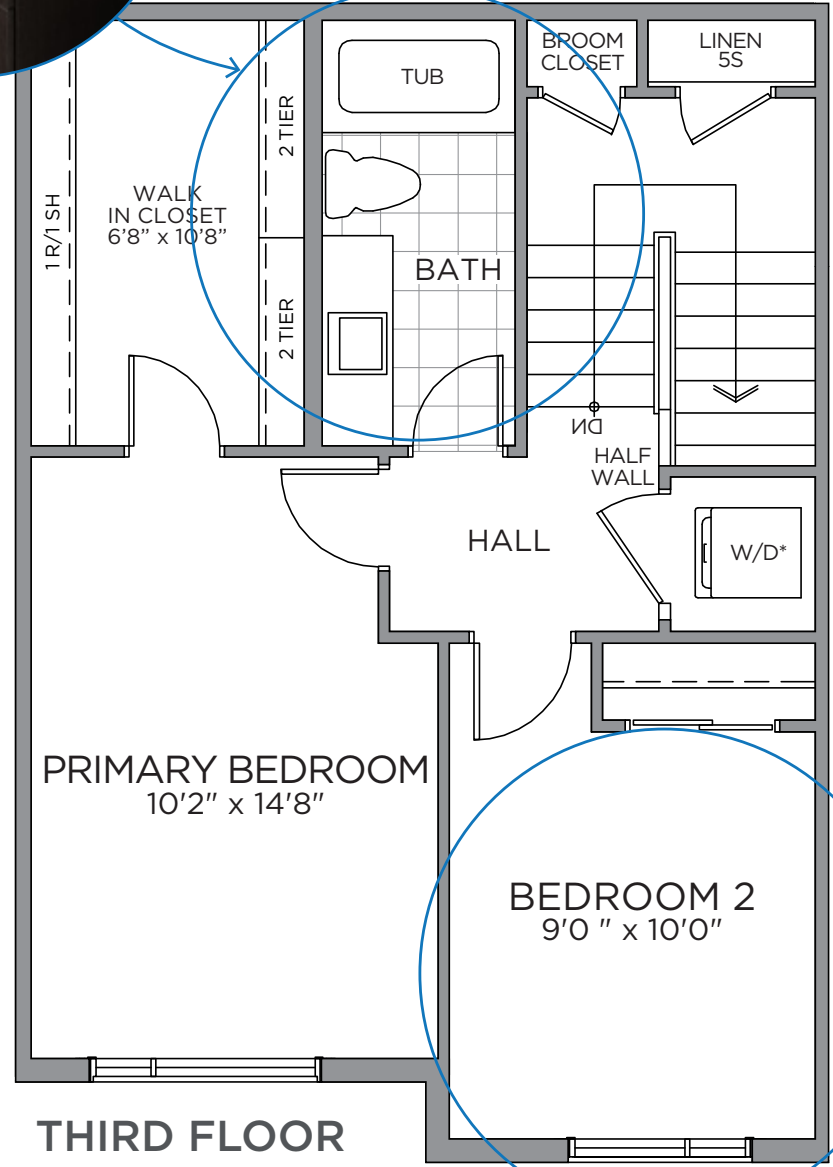 BROOM
CLOSET
LINEN
5S
TUB
2 TIER
WALK
IN CLOSET
6'8" x 10'8"
1 R/1 SH
BATH
2 TIER
DN
HALF
WALL
HALL
W/D*
PRIMARY BEDROOM
10'2" x 14'8"
BEDROOM 2
9'0 " x 10'0"
THIRD FLOOR